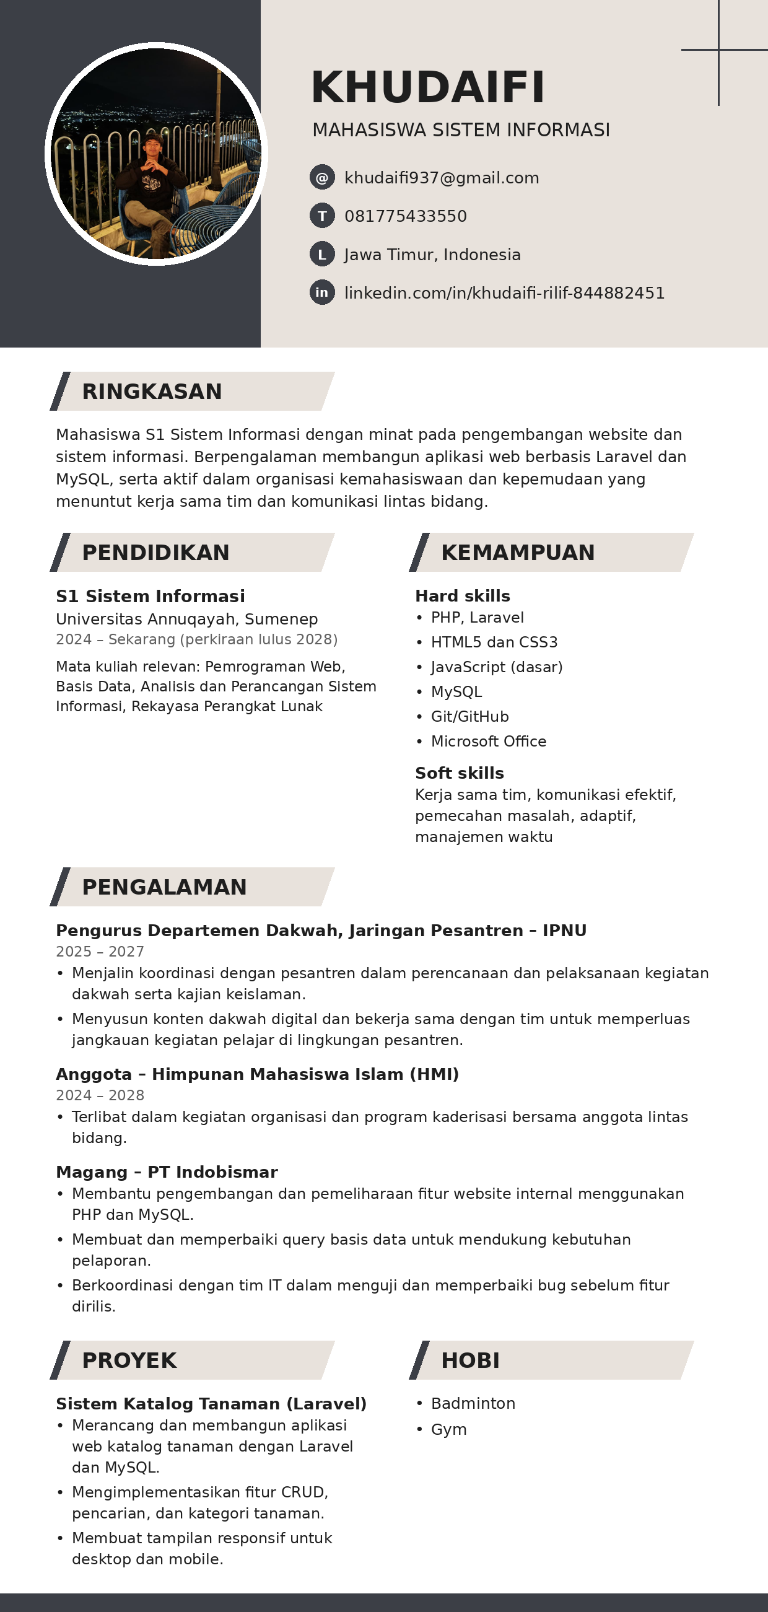 KHUDAIFI
MAHASISWA SISTEM INFORMASI
@ khudaifi937@gmail.com
T 081775433550
L Jawa Timur, Indonesia
in linkedin.com/in/khudaifi-rilif-844882451
RINGKASAN
Mahasiswa S1 Sistem Informasi dengan minat pada pengembangan website dan
sistem informasi. Berpengalaman membangun aplikasi web berbasis Laravel dan
MySQL, serta aktif dalam organisasi kemahasiswaan dan kepemudaan yang
menuntut kerja sama tim dan komunikasi lintas bidang.
PENDIDIKAN
S1 Sistem Informasi
Universitas Annuqayah, Sumenep
2024 – Sekarang (perkiraan lulus 2028)
Mata kuliah relevan: Pemrograman Web,
Basis Data, Analisis dan Perancangan Sistem
Informasi, Rekayasa Perangkat Lunak
KEMAMPUAN
Hard skills
• PHP, Laravel
• HTML5 dan CSS3
• JavaScript (dasar)
• MySQL
• Git/GitHub
• Microsoft Office
Soft skills
Kerja sama tim, komunikasi efektif,
pemecahan masalah, adaptif,
manajemen waktu
PENGALAMAN
Pengurus Departemen Dakwah, Jaringan Pesantren – IPNU
2025 – 2027
• Menjalin koordinasi dengan pesantren dalam perencanaan dan pelaksanaan kegiatan
dakwah serta kajian keislaman.
• Menyusun konten dakwah digital dan bekerja sama dengan tim untuk memperluas
jangkauan kegiatan pelajar di lingkungan pesantren.
Anggota – Himpunan Mahasiswa Islam (HMI)
2024 – 2028
• Terlibat dalam kegiatan organisasi dan program kaderisasi bersama anggota lintas
bidang.
Magang – PT Indobismar
• Membantu pengembangan dan pemeliharaan fitur website internal menggunakan
PHP dan MySQL.
• Membuat dan memperbaiki query basis data untuk mendukung kebutuhan
pelaporan.
• Berkoordinasi dengan tim IT dalam menguji dan memperbaiki bug sebelum fitur
dirilis.
PROYEK
Sistem Katalog Tanaman (Laravel)
• Merancang dan membangun aplikasi
web katalog tanaman dengan Laravel
dan MySQL.
• Mengimplementasikan fitur CRUD,
pencarian, dan kategori tanaman.
• Membuat tampilan responsif untuk
desktop dan mobile.
HOBI
• Badminton
• Gym